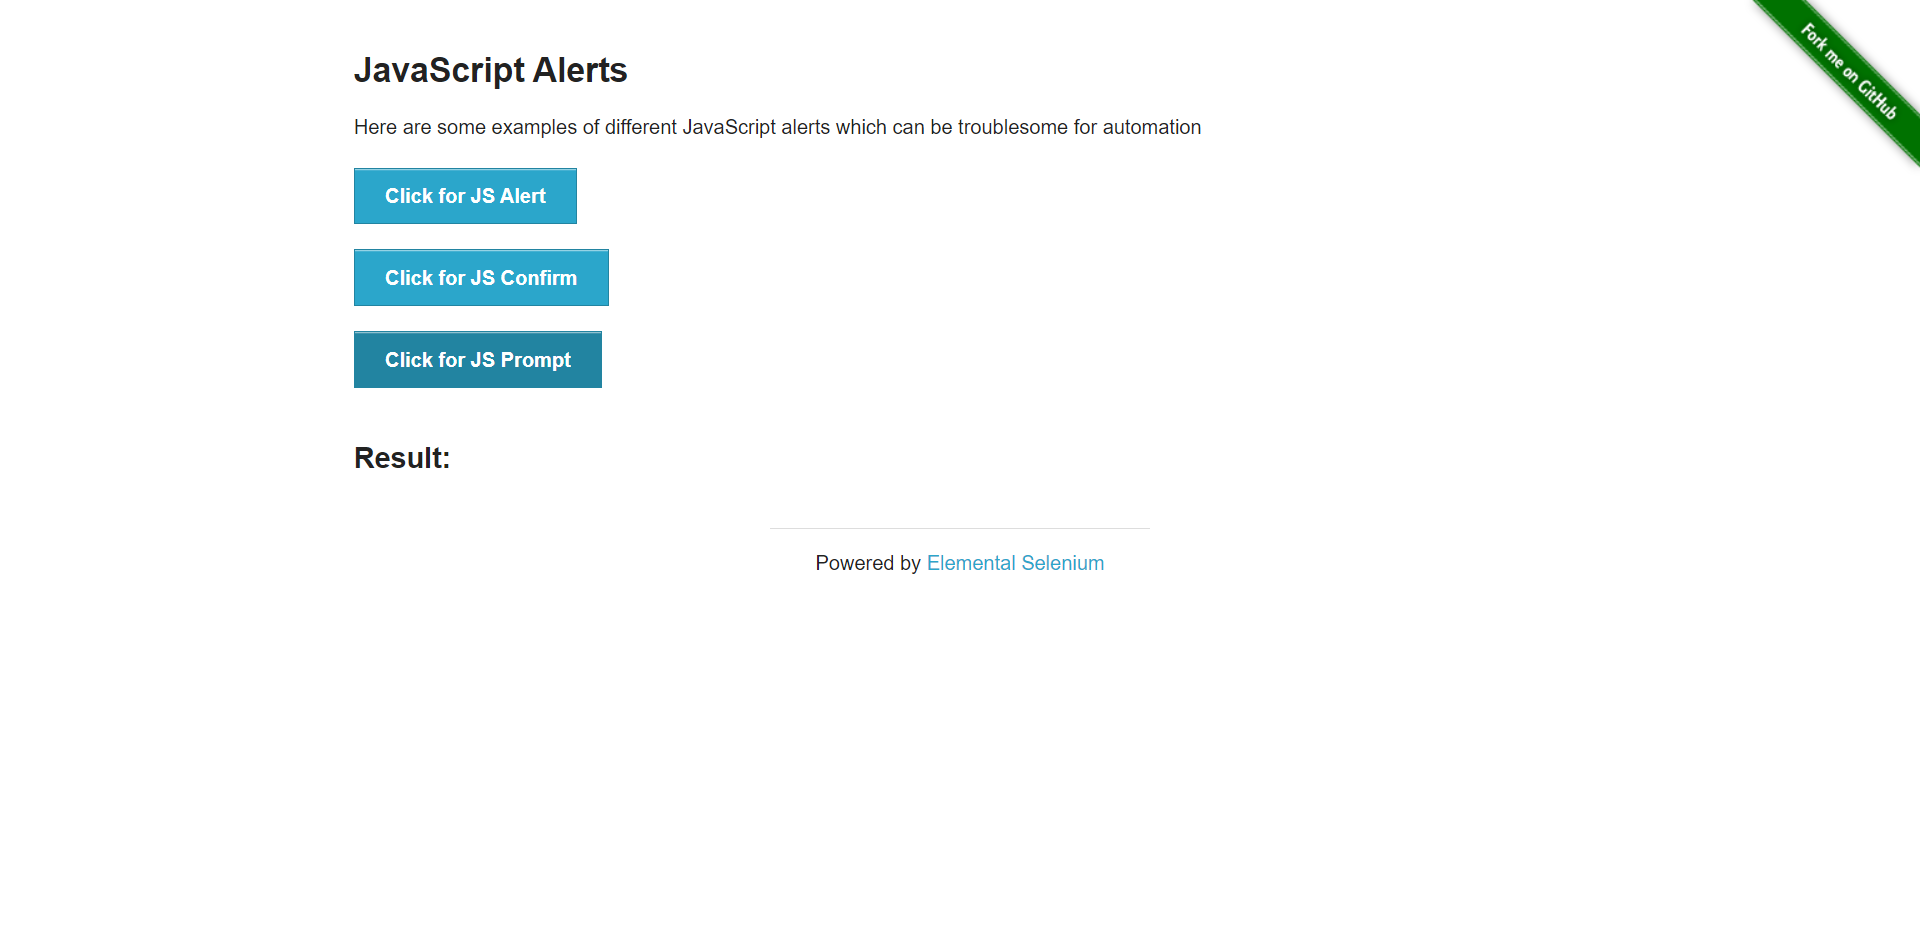 JavaScript Alerts
Here are some examples of different JavaScript alerts which can be troublesome for automation
Click for JS Alert
Click for JS Confirm
Click for JS Prompt
Result:
Powered by Elemental Selenium
Fork me on GitHub